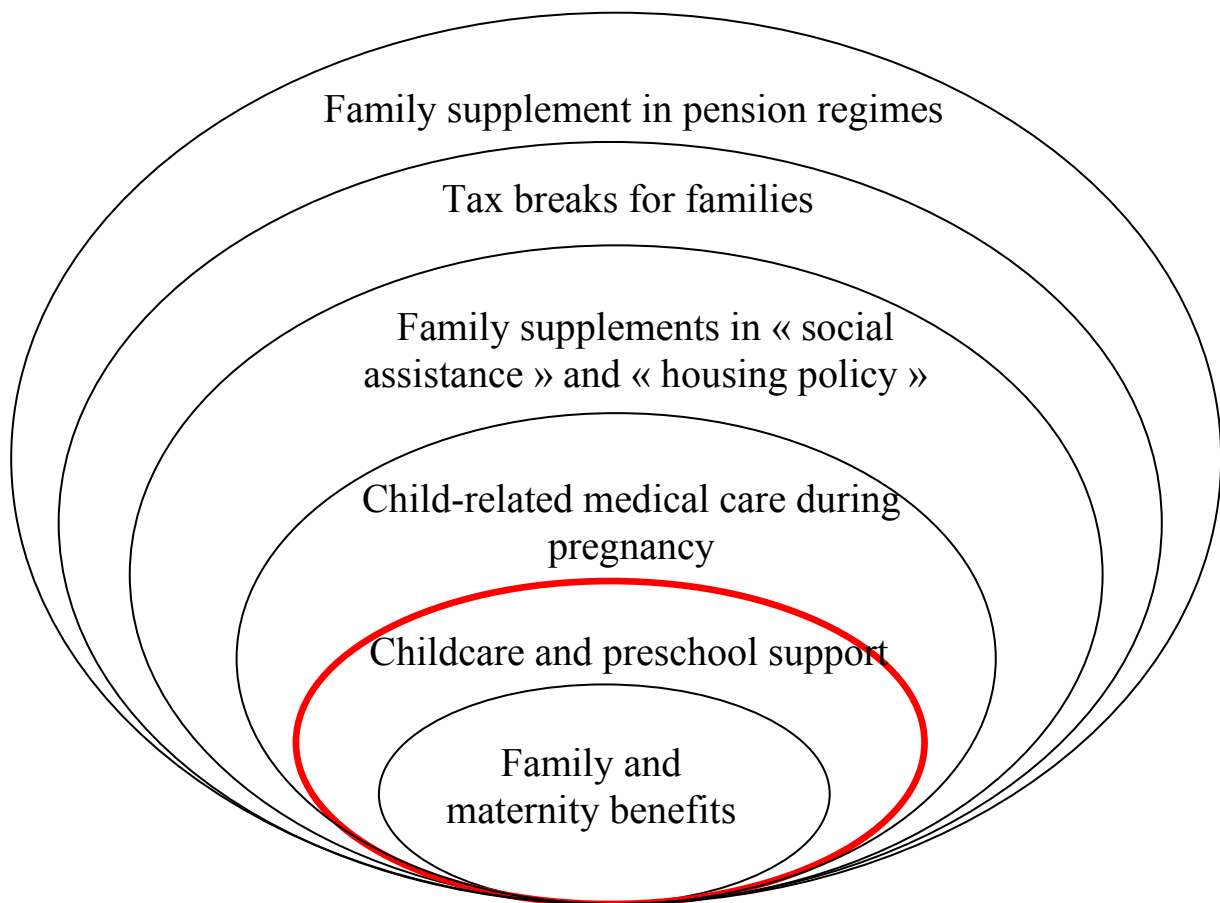 Family supplement in pension regimes
Tax breaks for families
Family supplements in « social
assistance » and « housing policy »
Child-related medical care during
pregnancy
Childcare and preschool support
Family and
maternity benefits